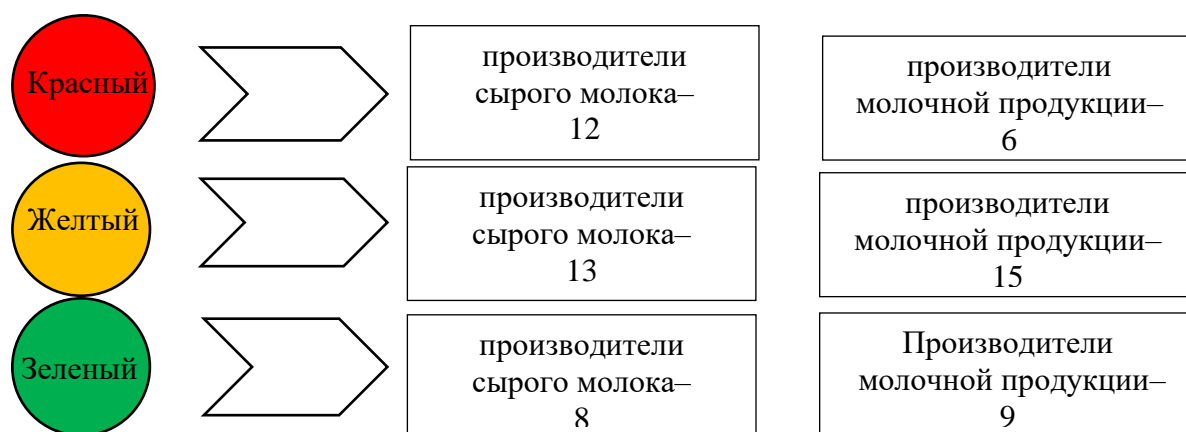 Красный
производители
сырого молока–
12
производители
молочной продукции–
6
Желтый
производители
сырого молока–
13
производители
молочной продукции–
15
Зеленый
производители
сырого молока–
8
Производители
молочной продукции–
9